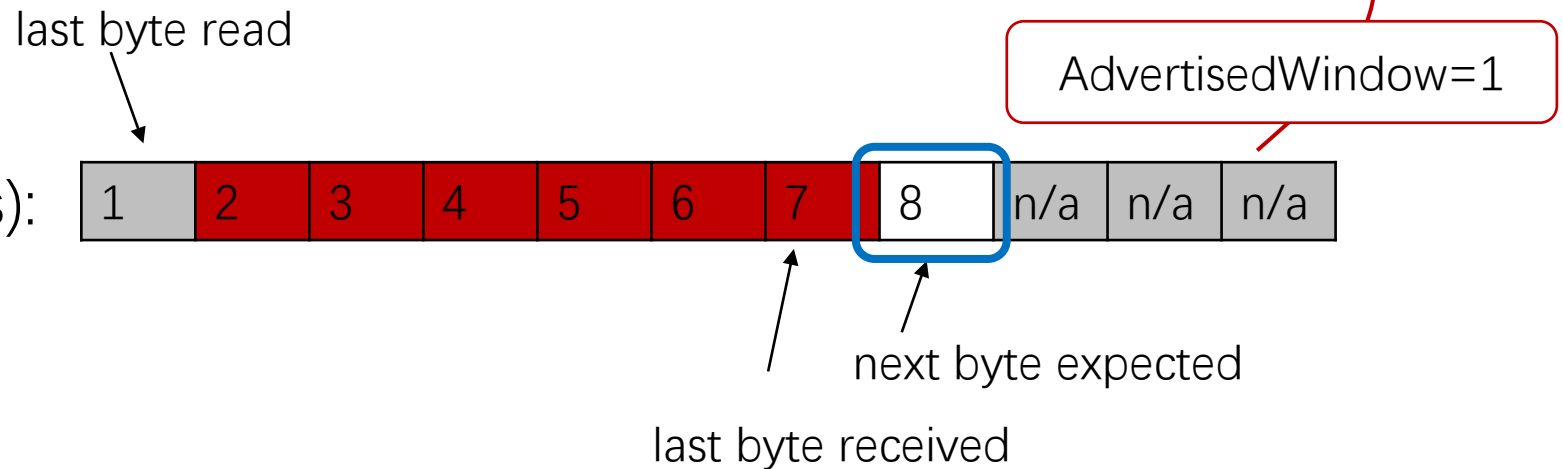 last byte read
AdvertisedWindow=1
s): 1 2 3 4 5 6 7 8 n/a n/a n/a
next byte expected
last byte received